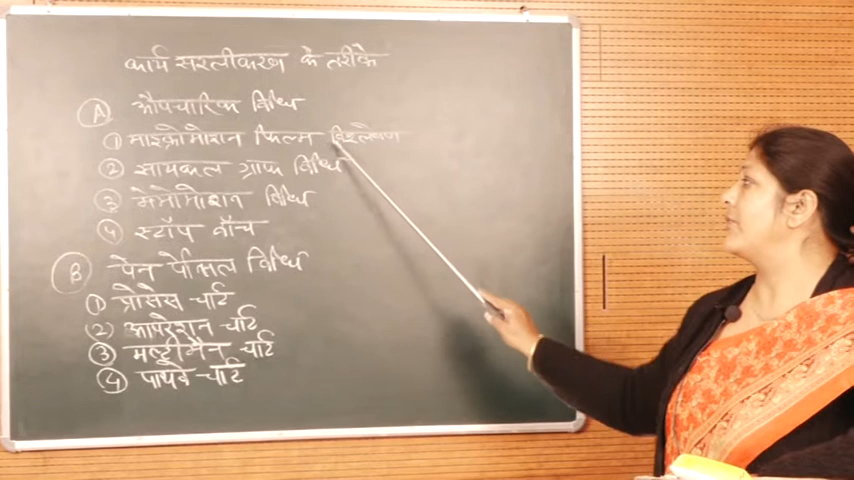 कार्य सरलीकरण के तरीके
A औपचारिक विधि
① माइक्रोमोशन फिल्म विश्लेषण
② सायकल ग्राफ विधि
③ मेमोमोशन विधि
④ स्टॉप वॉच
B पेन पेन्सिल विधि
① प्रोसेस चार्ट
② आपरेशन चार्ट
③ मल्टीमैन चार्ट
④ पाथवे चार्ट